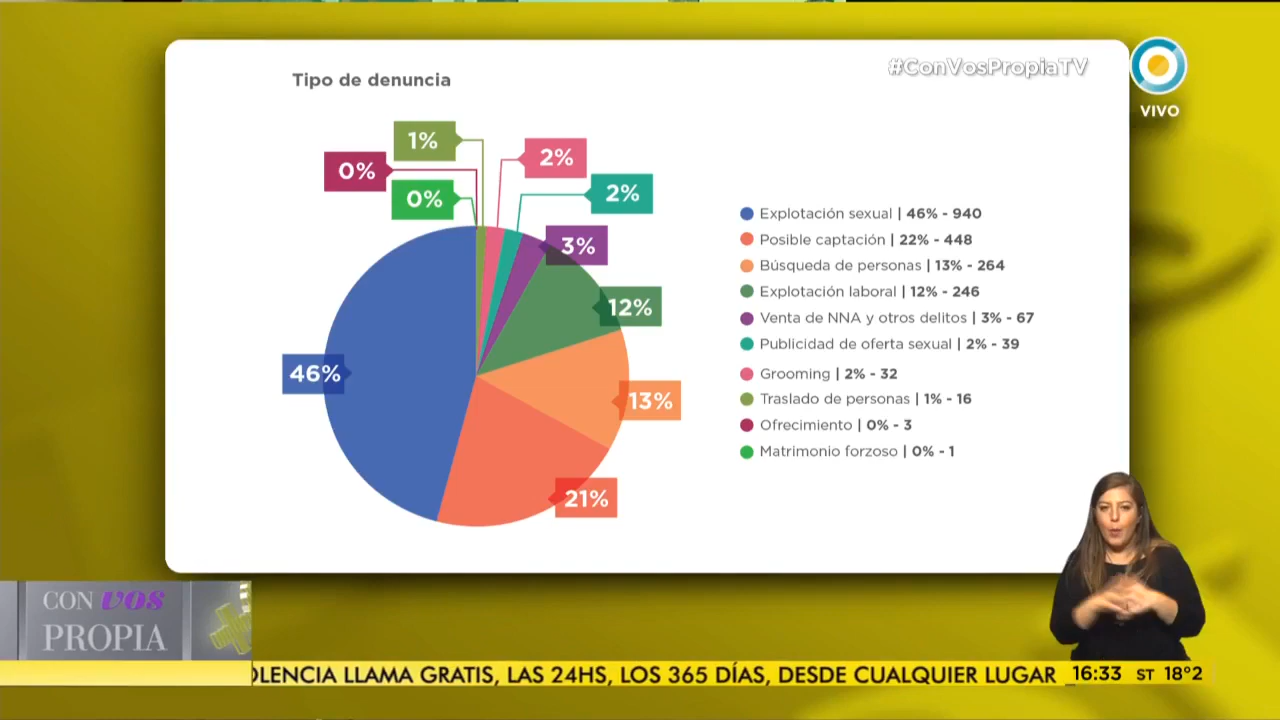 #ConVosPropiaTV
VIVO
Tipo de denuncia
1%
0%
0%
2%
2%
3%
12%
13%
21%
46%
Explotación sexual | 46% - 940
Posible captación | 22% - 448
Búsqueda de personas | 13% - 264
Explotación laboral | 12% - 246
Venta de NNA y otros delitos | 3% - 67
Publicidad de oferta sexual | 2% - 39
Grooming | 2% - 32
Traslado de personas | 1% - 16
Ofrecimiento | 0% - 3
Matrimonio forzoso | 0% - 1
CON VOS
PROPIA
OLENCIA LLAMA GRATIS, LAS 24HS, LOS 365 DÍAS, DESDE CUALQUIER LUGAR
16:33 ST 18°2